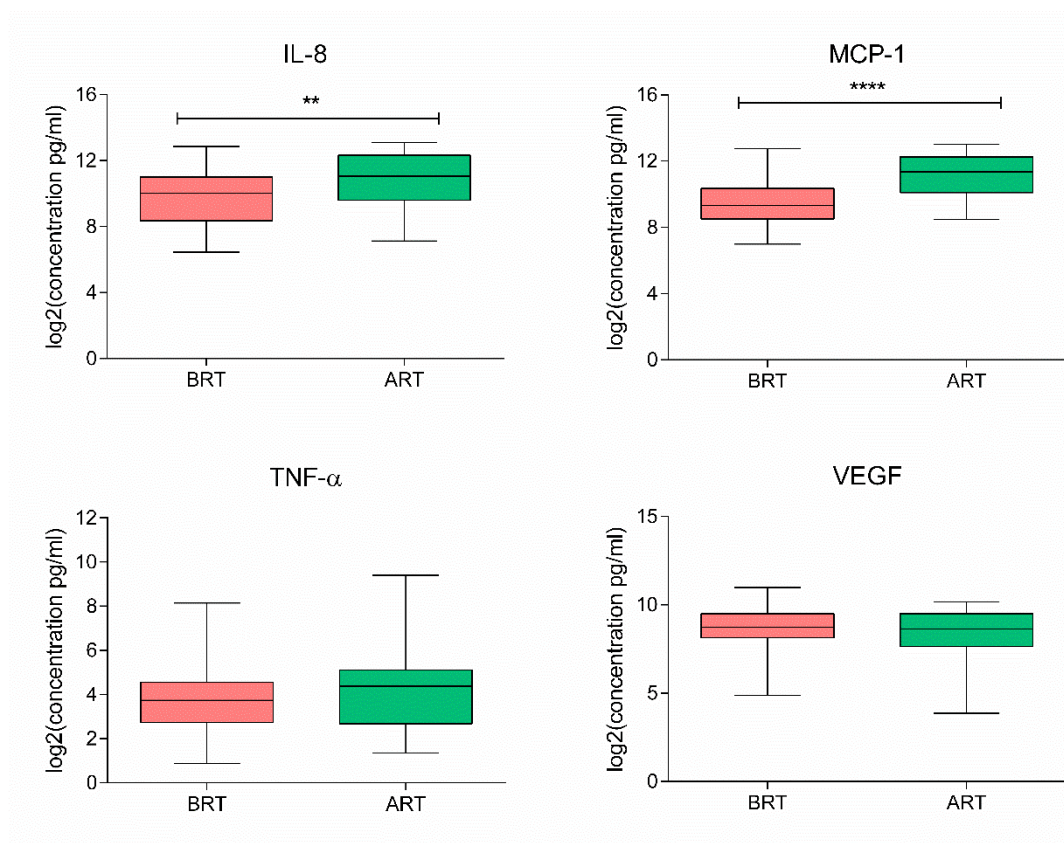 IL-8
log2(concentration pg/ml)
16
12
8
4
0
**
BRT
ART
MCP-1
log2(concentration pg/ml)
16
12
8
4
0
****
BRT
ART
TNF-α
log2(concentration pg/ml)
12
10
8
6
4
2
0
BRT
ART
VEGF
log2(concentration pg/ml)
15
10
5
0
BRT
ART